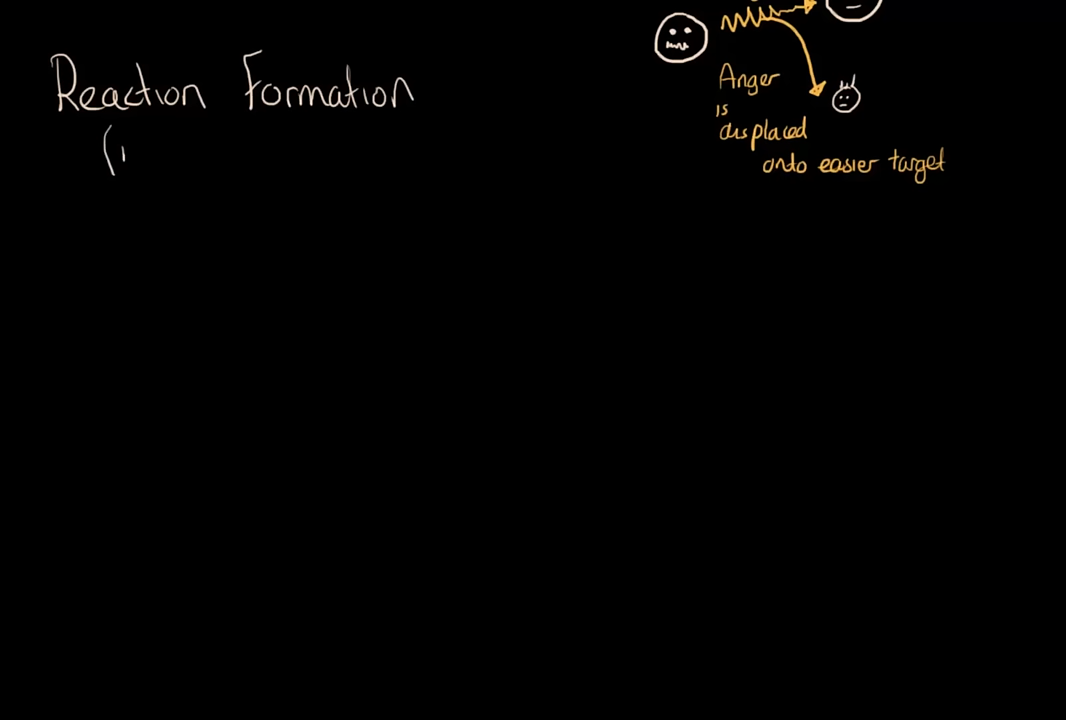 Reaction Formation
(
Anger
is
displaced
onto easier target